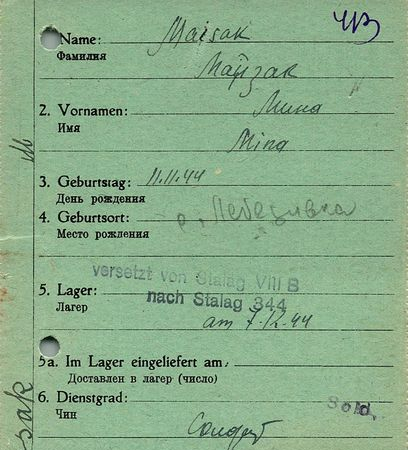 Name: Maisak
Фамилия
Майзак
2. Vornamen: Мина
Имя
Mina
3. Geburtstag: 11.11.44
День рождения
4. Geburtsort:
Место рождения
versetzt von Stalag VIII B
nach Stalag 344
5. Lager:
Лагер
am 7.12.44
5a. Im Lager eingeliefert am:
Доставлен в лагер (число)
6. Dienstgrad: Sold.
Чин
Солдат